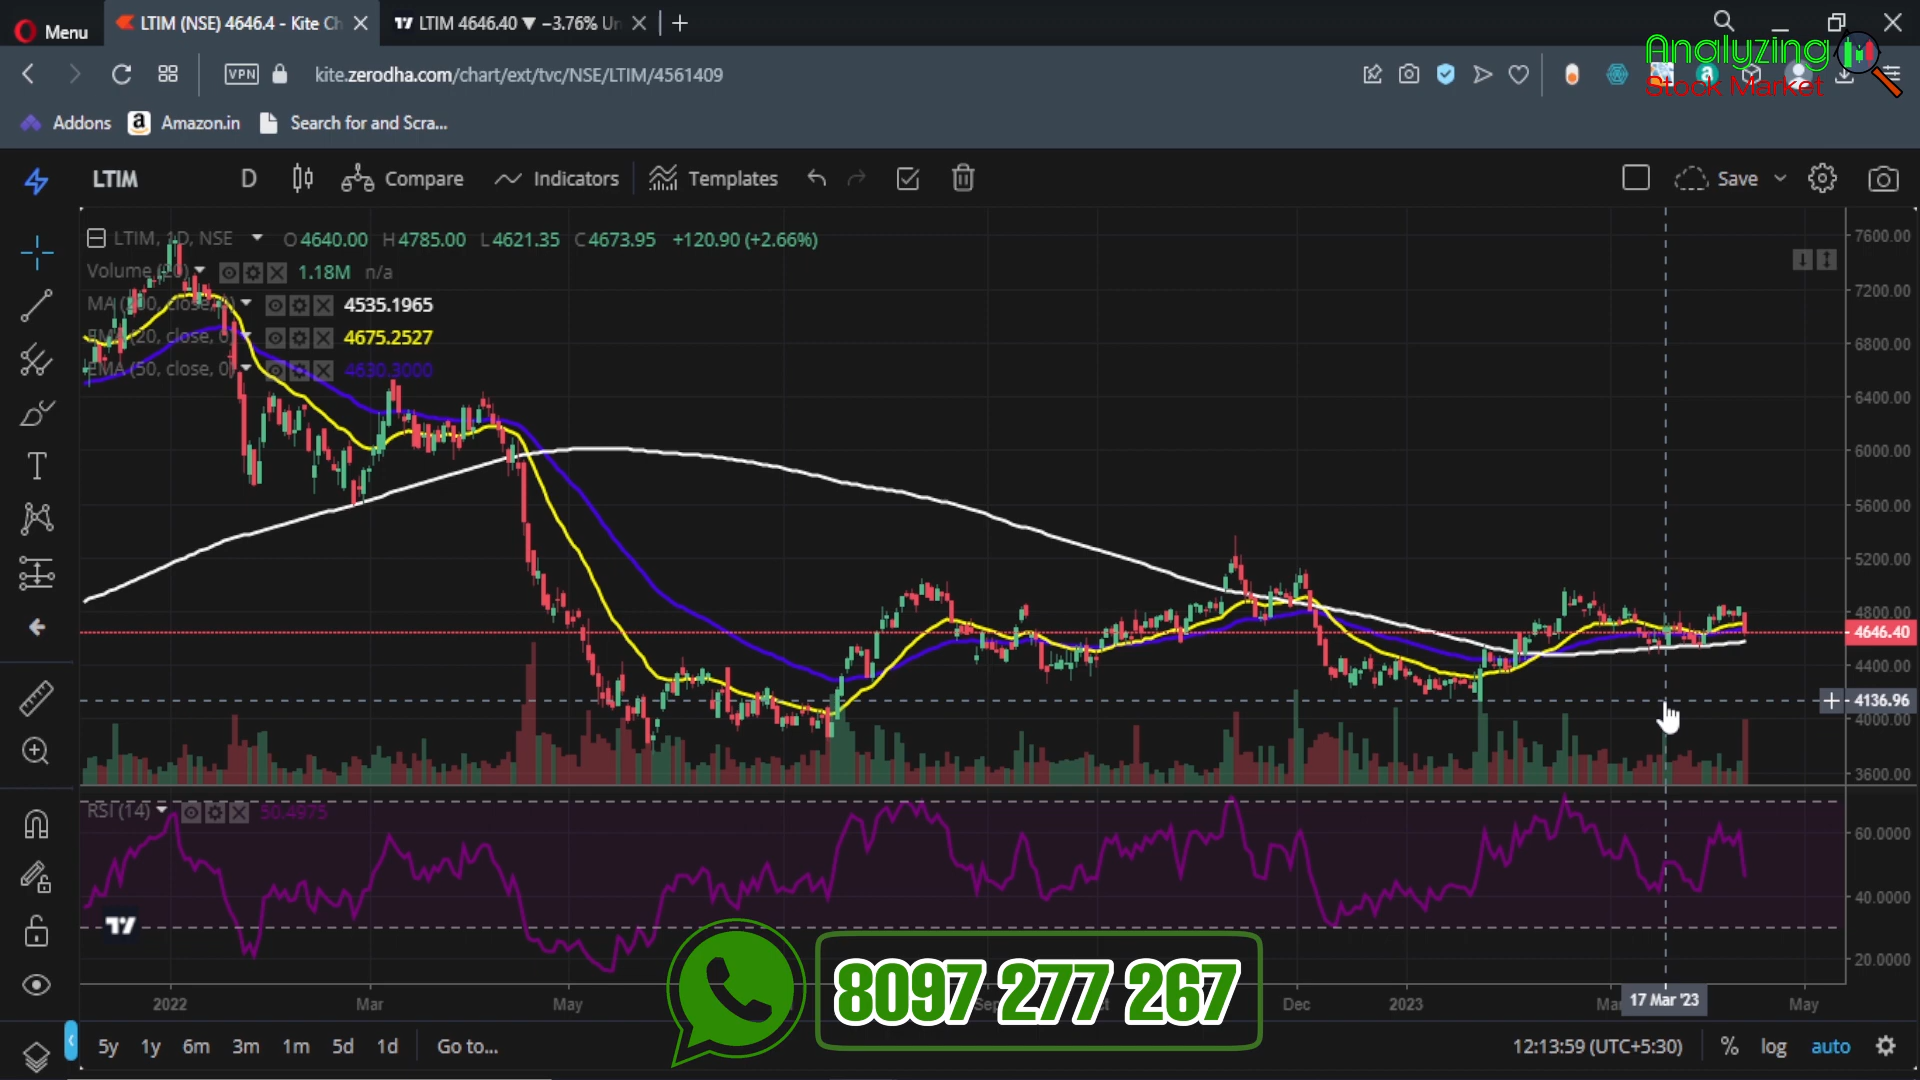 Menu
LTIM (NSE) 4646.4 - Kite Ch
LTIM 4646.40 ▼ −3.76% Un
VPN
kite.zerodha.com/chart/ext/tvc/NSE/LTIM/4561409
Analyzing
Stock Market
Addons
Amazon.in
Search for and Scra...
LTIM
D
Compare
Indicators
Templates
Save
LTIM, 1D, NSE O4640.00 H4785.00 L4621.35 C4673.95 +120.90 (+2.66%)
Volume (20) 1.18M n/a
MA (200, close, 0) 4535.1965
EMA (20, close, 0) 4675.2527
EMA (50, close, 0) 4630.3000
7600.00
7200.00
6800.00
6400.00
6000.00
5600.00
5200.00
4800.00
4646.40
4400.00
4136.96
4000.00
3600.00
RSI (14) 50.4975
60.0000
40.0000
20.0000
8097 277 267
2022 Mar May Dec 2023 17 Mar '23 May
5y 1y 6m 3m 1m 5d 1d Go to...
12:13:59 (UTC+5:30) % log auto